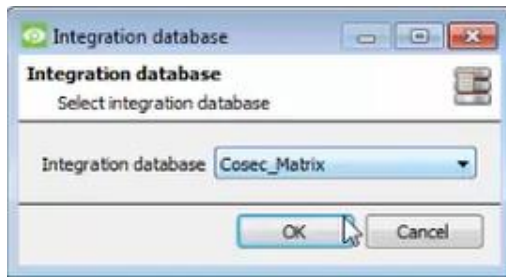 Integration database
Integration database
Select integration database
Integration database Cosec_Matrix
OK Cancel